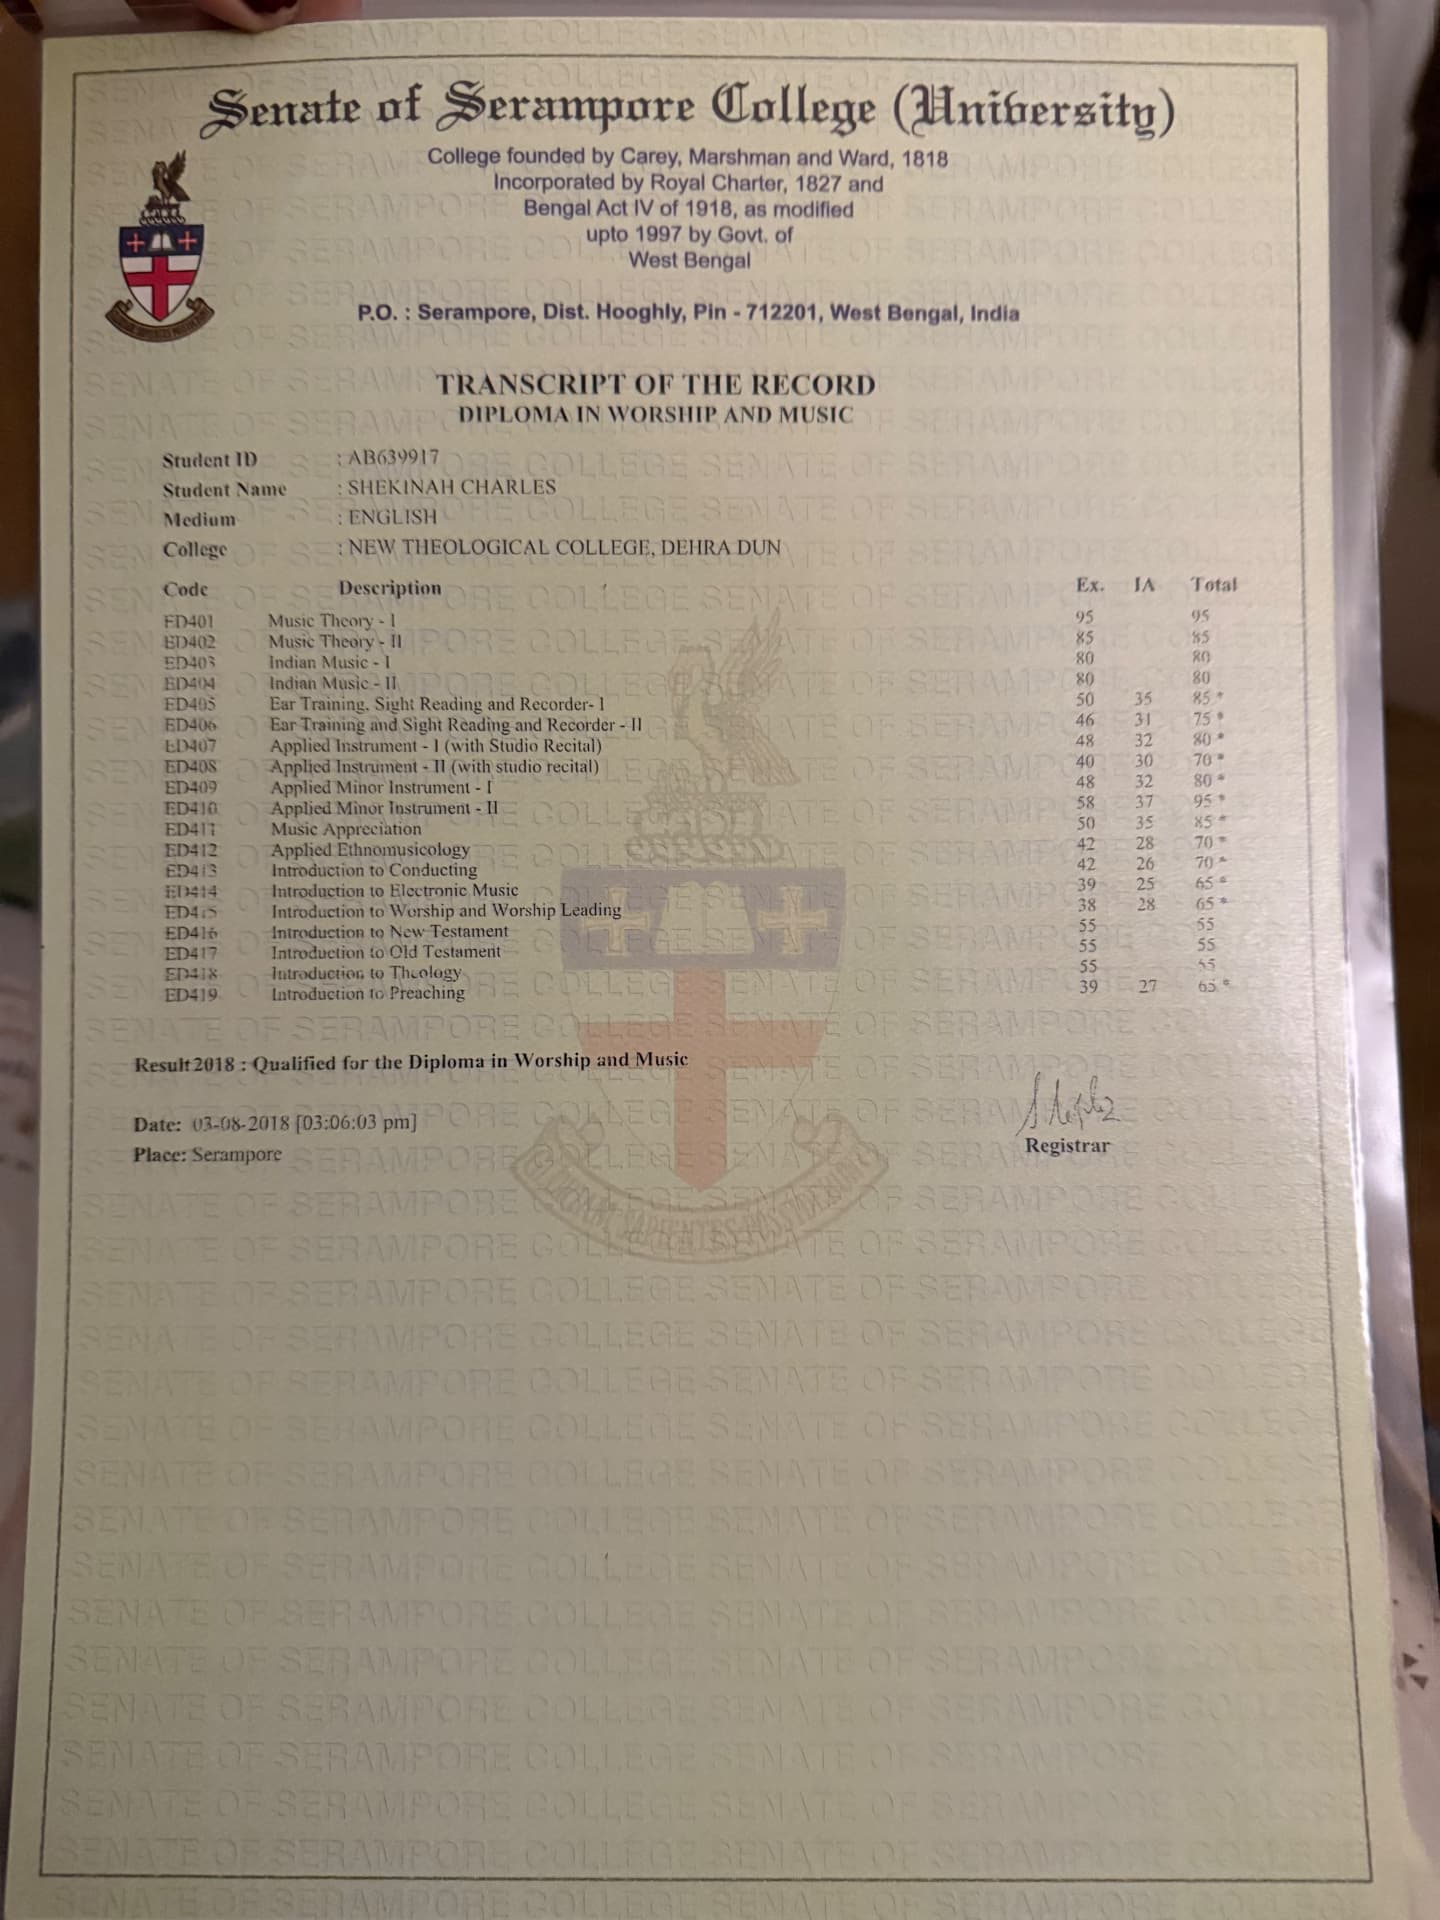 Senate of Serampore College (University)
College founded by Carey, Marshman and Ward, 1818
Incorporated by Royal Charter, 1827 and
Bengal Act IV of 1918, as modified
upto 1997 by Govt. of
West Bengal
P.O. : Serampore, Dist. Hooghly, Pin - 712201, West Bengal, India
TRANSCRIPT OF THE RECORD
DIPLOMA IN WORSHIP AND MUSIC
Student ID : AB639917
Student Name : SHEKINAH CHARLES
Medium : ENGLISH
College : NEW THEOLOGICAL COLLEGE, DEHRA DUN
Code Description Ex. IA Total
ED401 Music Theory - I 95 95
ED402 Music Theory - II 85 85
ED403 Indian Music - I 80 80
ED404 Indian Music - II 80 80
ED405 Ear Training, Sight Reading and Recorder- I 50 35 85 *
ED406 Ear Training and Sight Reading and Recorder - II 46 31 75 *
ED407 Applied Instrument - I (with Studio Recital) 48 32 80 *
ED408 Applied Instrument - II (with studio recital) 40 30 70 *
ED409 Applied Minor Instrument - I 48 32 80 *
ED410 Applied Minor Instrument - II 58 37 95 *
ED411 Music Appreciation 50 35 85 *
ED412 Applied Ethnomusicology 42 28 70 *
ED413 Introduction to Conducting 42 26 70 *
ED414 Introduction to Electronic Music 39 25 65 *
ED415 Introduction to Worship and Worship Leading 38 28 65 *
ED416 Introduction to New Testament 55 55
ED417 Introduction to Old Testament 55 55
ED418 Introduction to Theology 55 55
ED419 Introduction to Preaching 39 27 65 *
Result 2018 : Qualified for the Diploma in Worship and Music
Date: 03-08-2018 [03:06:03 pm]
Place: Serampore
Registrar